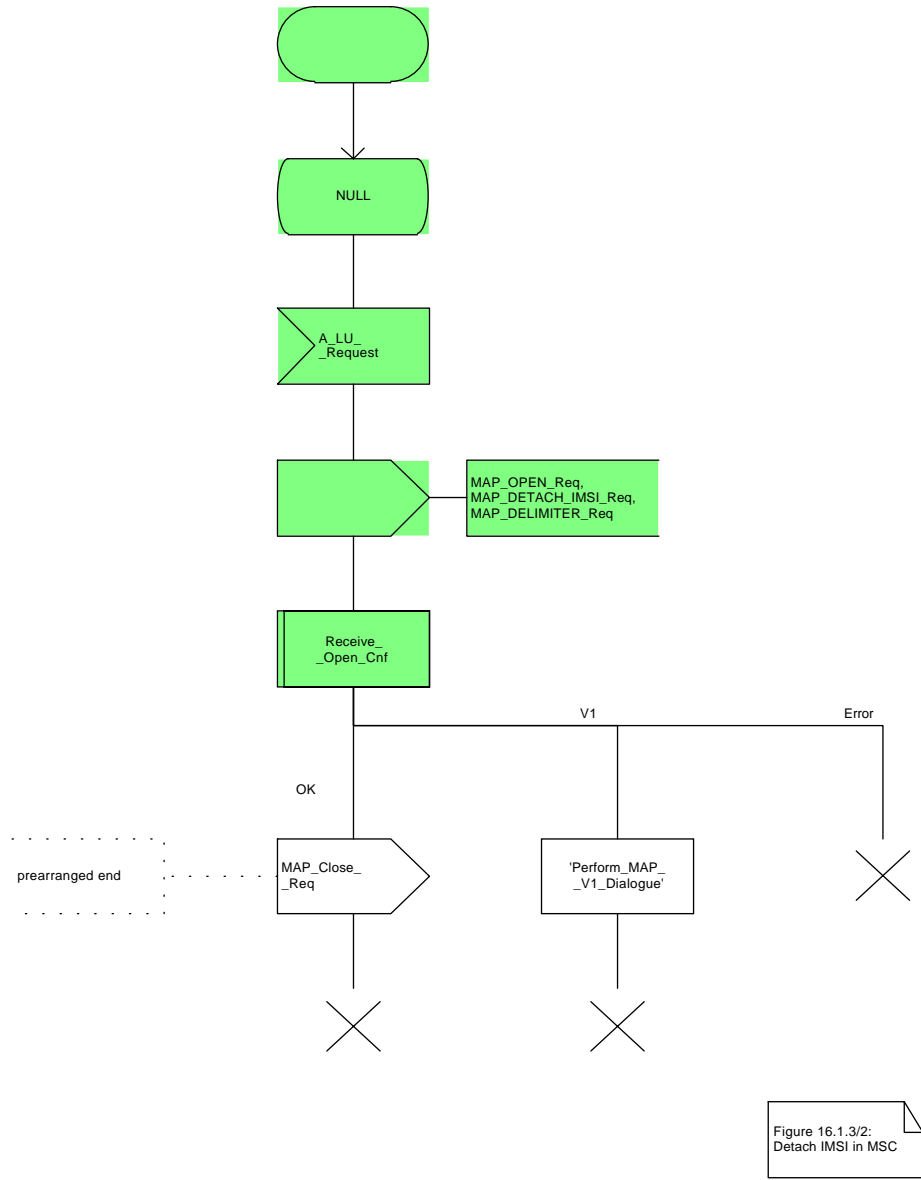 NULL
A_LU_
_Request
MAP_OPEN_Req,
MAP_DETACH_IMSI_Req,
MAP_DELIMITER_Req
Receive_
_Open_Cnf
V1
Error
OK
prearranged end
MAP_Close_
_Req
'Perform_MAP_
_V1_Dialogue'
Figure 16.1.3/2:
Detach IMSI in MSC